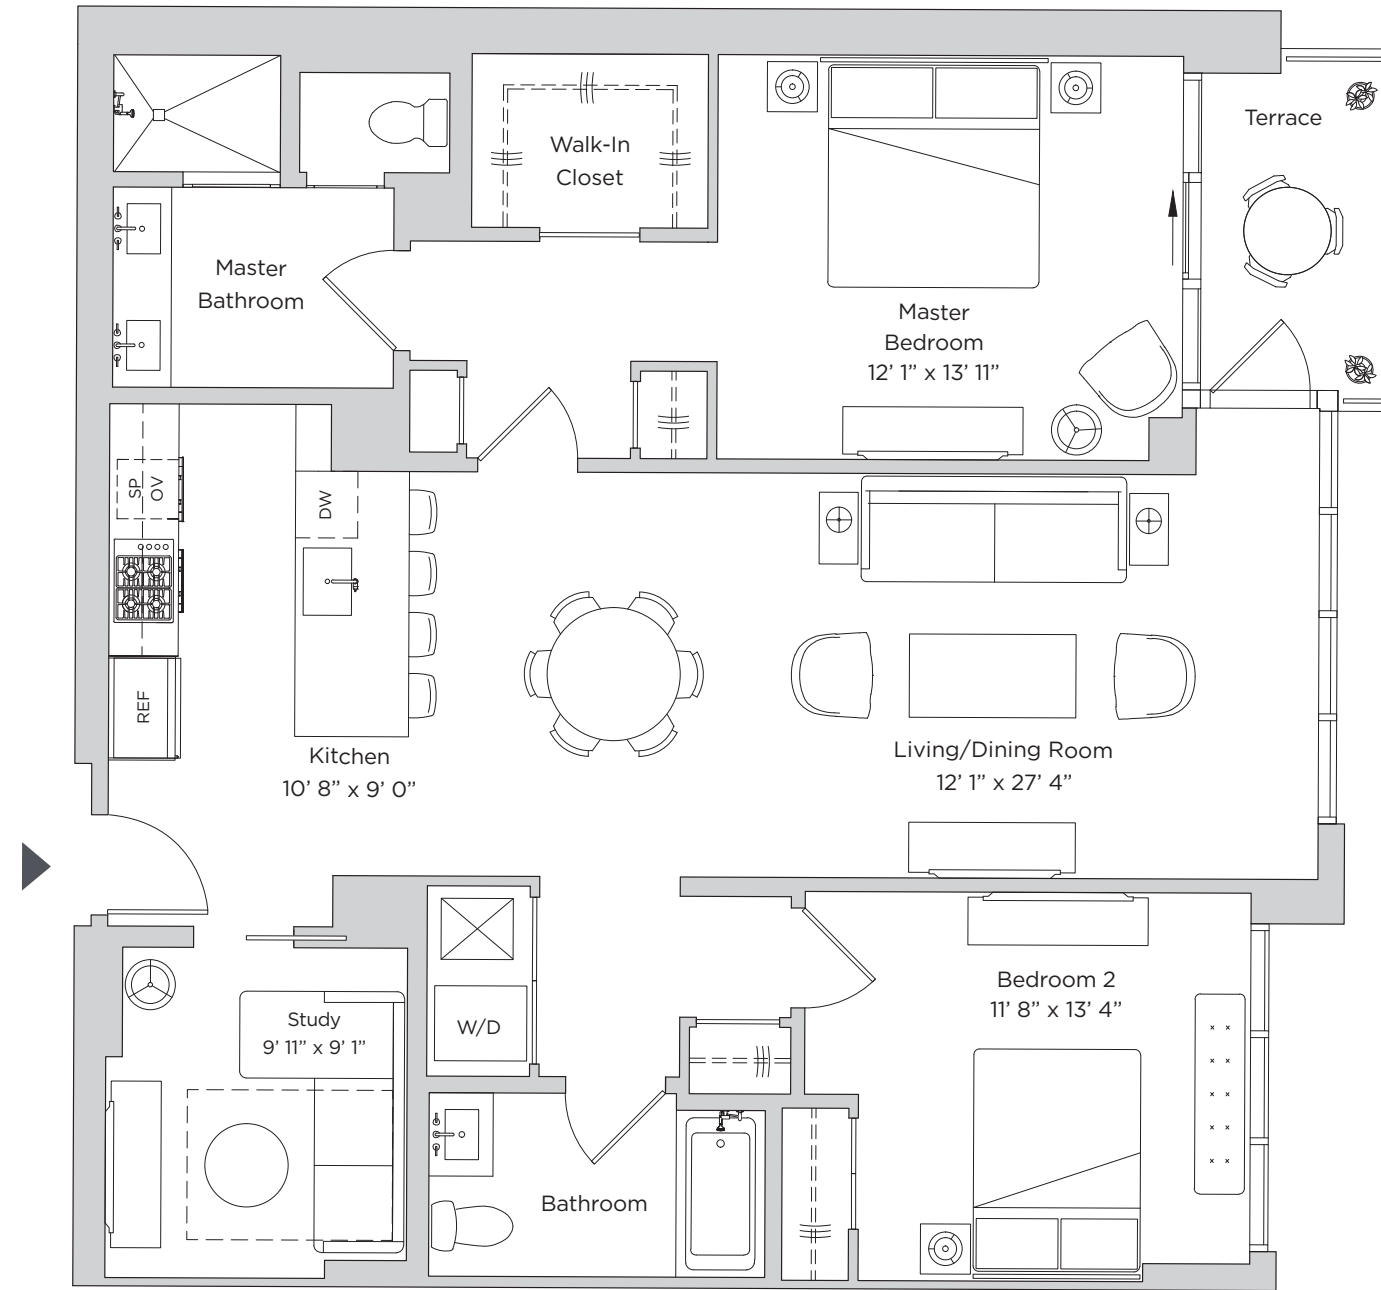 Terrace
Walk-In
Closet
Master
Bathroom
Master
Bedroom
12’ 1” x 13’ 11”
SP
OV
DW
REF
Kitchen
10’ 8” x 9’ 0”
Living/Dining Room
12’ 1” x 27’ 4”
Study
9’ 11” x 9’ 1”
W/D
Bedroom 2
11’ 8” x 13’ 4”
Bathroom